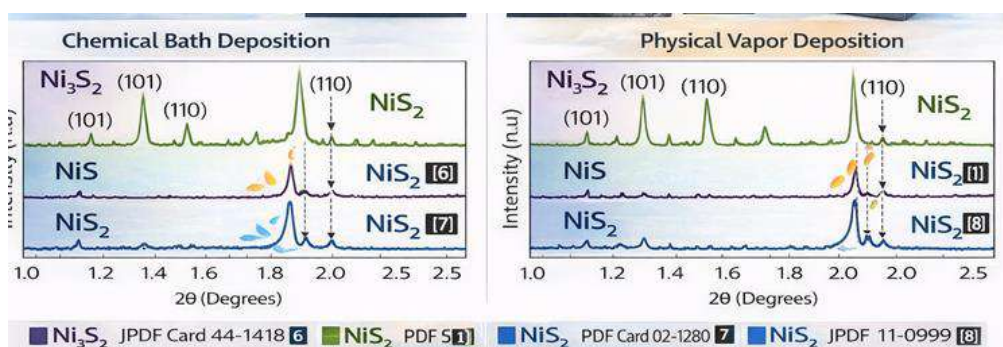 Chemical Bath Deposition
Physical Vapor Deposition
Intensity (n.u)
Ni₃S₂
(101)
(101)
(110)
(110)
NiS₂
NiS
NiS₂ [6]
NiS₂
NiS₂ [7]
1.0 1.2 1.4 1.6 1.8 2.0 2.5 2.5
2θ (Degrees)
Intensity (n.u)
Ni₃S₂
(101)
(101)
(110)
(110)
NiS₂
NiS
NiS₂ [1]
NiS₂
NiS₂ [8]
1.0 1.3 1.4 1.6 1.8 2.0 2.0 2.5
2θ (Degrees)
Ni₃S₂ JPDF Card 44-1418 6 NiS₂ PDF 5 1] NiS₂ PDF Card 02-1280 7 NiS₂ JPDF 11-0999 [8]